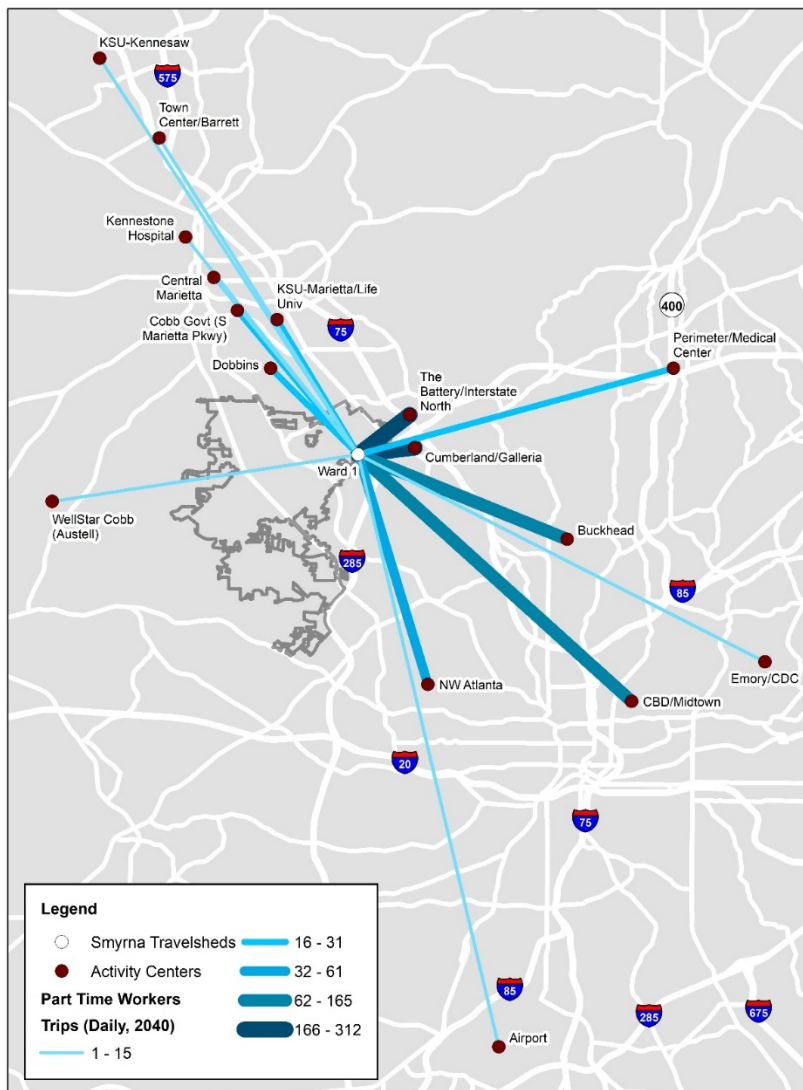 KSU-Kennesaw
575
Town
Center/Barrett
Kennestone
Hospital
Central
Marietta
KSU-Marietta/Life
Univ
Cobb Govt (S
Marietta Pkwy)
75
400
Perimeter/Medical
Center
Dobbins
The
Battery/Interstate
North
Cumberland/Galleria
Ward 1
WellStar Cobb
(Austell)
Buckhead
285
85
Emory/CDC
NW Atlanta
CBD/Midtown
20
75
Legend
Smyrna Travelsheds
Activity Centers
Part Time Workers
Trips (Daily, 2040)
1 - 15
16 - 31
32 - 61
62 - 165
166 - 312
85
285
675
Airport